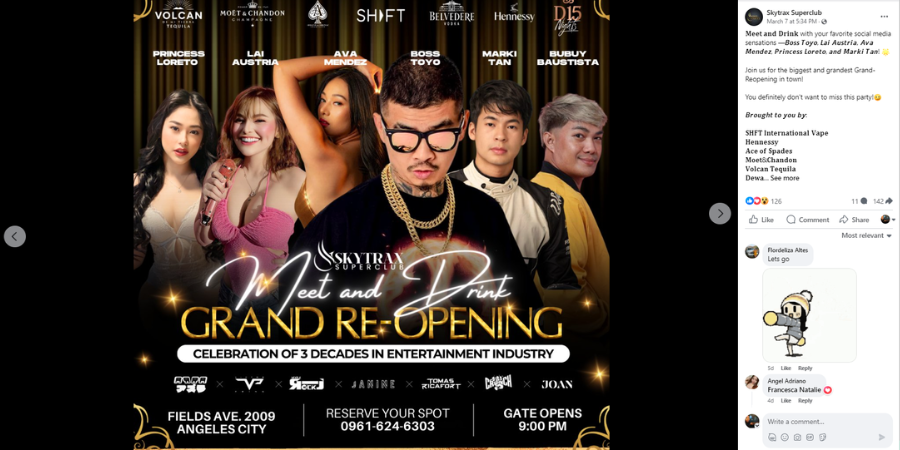 VOLCAN
DE MI TIERRA
TEQUILA
MOËT & CHANDON
CHAMPAGNE
SHFT
BELVEDERE
VODKA
Hennessy
D15
Nights
PRINCESS
LORETO
LAI
AUSTRIA
AVA
MENDEZ
BOSS
TOYO
MARKI
TAN
BUBUY
BAUSTISTA
SKYTRAX
SUPERCLUB
Meet and Drink
GRAND RE-OPENING
CELEBRATION OF 3 DECADES IN ENTERTAINMENT INDUSTRY
JANINE
TOMAS
RICAFORT
JOAN
FIELDS AVE. 2009
ANGELES CITY
RESERVE YOUR SPOT
0961-624-6303
GATE OPENS
9:00 PM
Skytrax Superclub
March 7 at 5:34 PM
Meet and Drink with your favorite social media
sensations —Boss Toyo, Lai Austria, Ava
Mendez, Princess Loreto, and Marki Tan!
Join us for the biggest and grandest Grand-
Reopening in town!
You definitely don't want to miss this party!
Brought to you by:
SHFT International Vape
Hennessy
Ace of Spades
Moet&Chandon
Volcan Tequila
Dewa... See more
126
11
142
Like
Comment
Share
Most relevant
Flordeliza Altes
Lets go
5d Like Reply
Angel Adriano
Francesca Natalie
4d Like Reply
Write a comment...